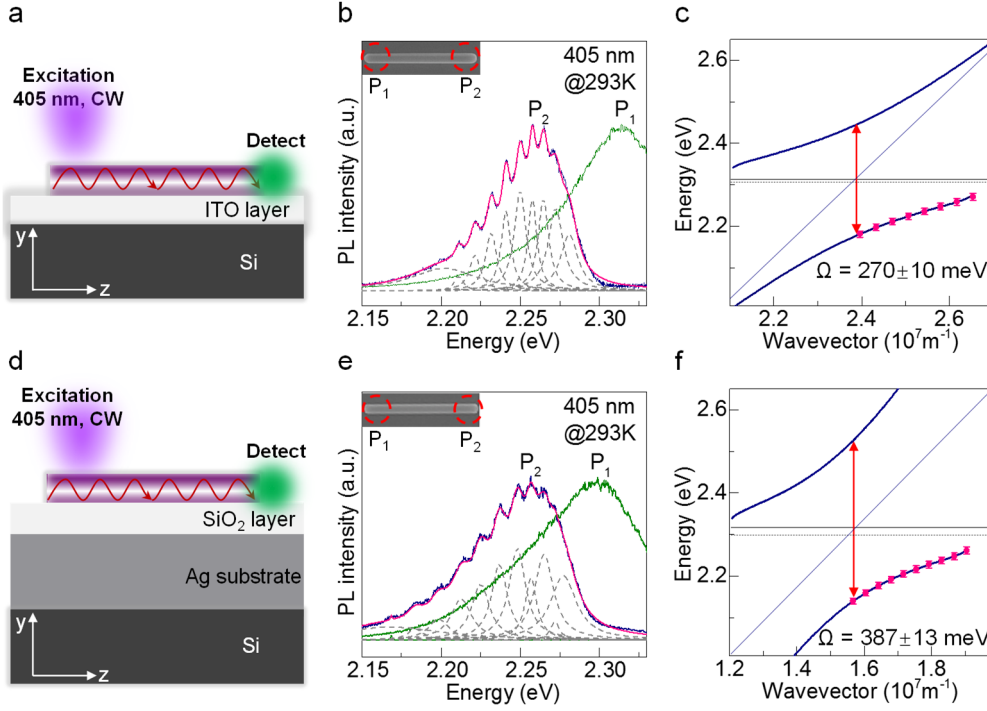 a
Excitation
405 nm, CW
Detect
ITO layer
y
z
Si
b
405 nm
@293K
P1
P2
P2
P1
PL intensity (a.u.)
2.15
2.20
2.25
2.30
Energy (eV)
c
2.6
2.4
2.2
Energy (eV)
Ω = 270±10 meV
2.2
2.4
2.6
Wavevector (10⁷m⁻¹)
d
Excitation
405 nm, CW
Detect
SiO₂ layer
Ag substrate
y
z
Si
e
405 nm
@293K
P1
P2
P2
P1
PL intensity (a.u.)
2.15
2.20
2.25
2.30
Energy (eV)
f
2.6
2.4
2.2
Energy (eV)
Ω = 387±13 meV
1.2
1.4
1.6
1.8
Wavevector (10⁷m⁻¹)